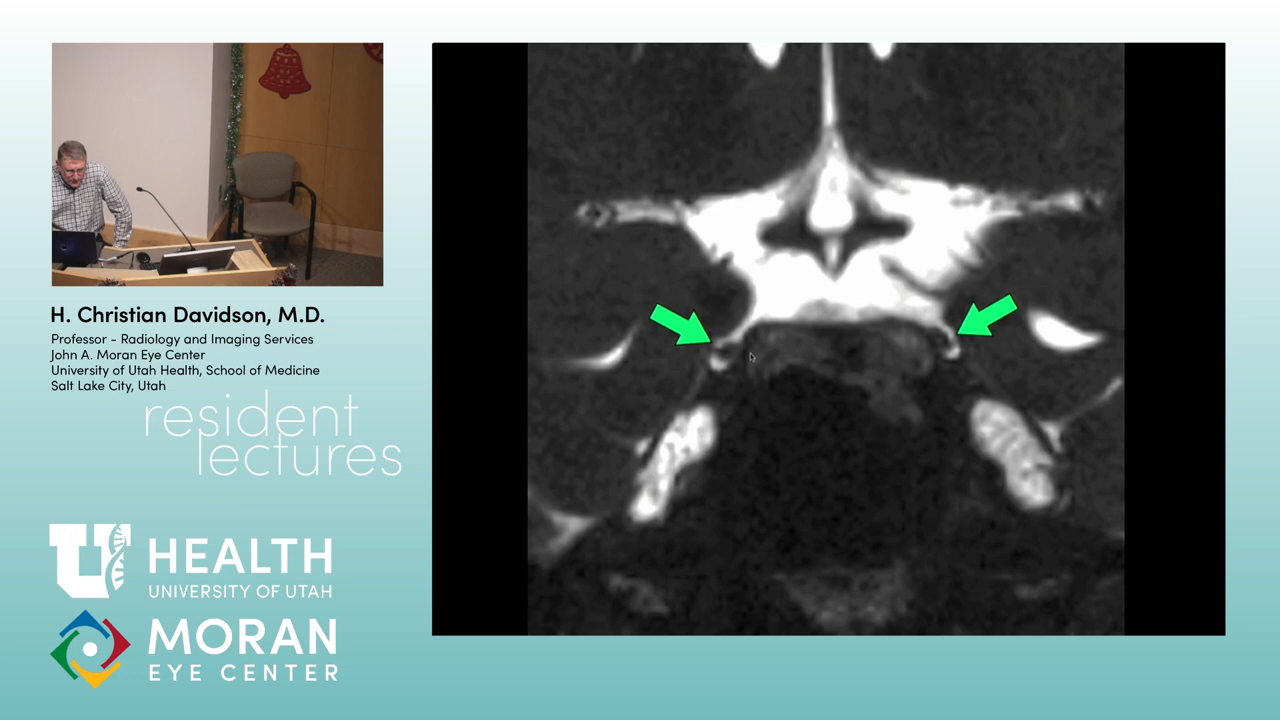 H. Christian Davidson, M.D.
Professor - Radiology and Imaging Services
John A. Moran Eye Center
University of Utah Health, School of Medicine
Salt Lake City, Utah
resident
lectures
U HEALTH
UNIVERSITY OF UTAH
MORAN
EYE CENTER